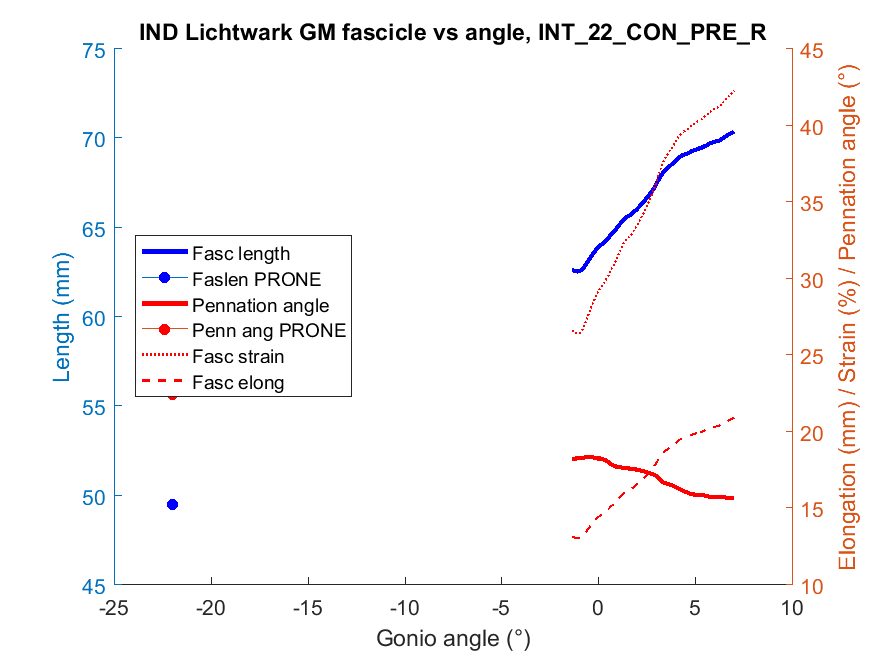 IND Lichtwark GM fascicle vs angle, INT_22_CON_PRE_R
75
70
65
60
55
50
45
Length (mm)
45
40
35
30
25
20
15
10
Elongation (mm) / Strain (%) / Pennation angle (°)
Fasc length
Faslen PRONE
Pennation angle
Penn ang PRONE
Fasc strain
Fasc elong
-25
-20
-15
-10
-5
0
5
10
Gonio angle (°)